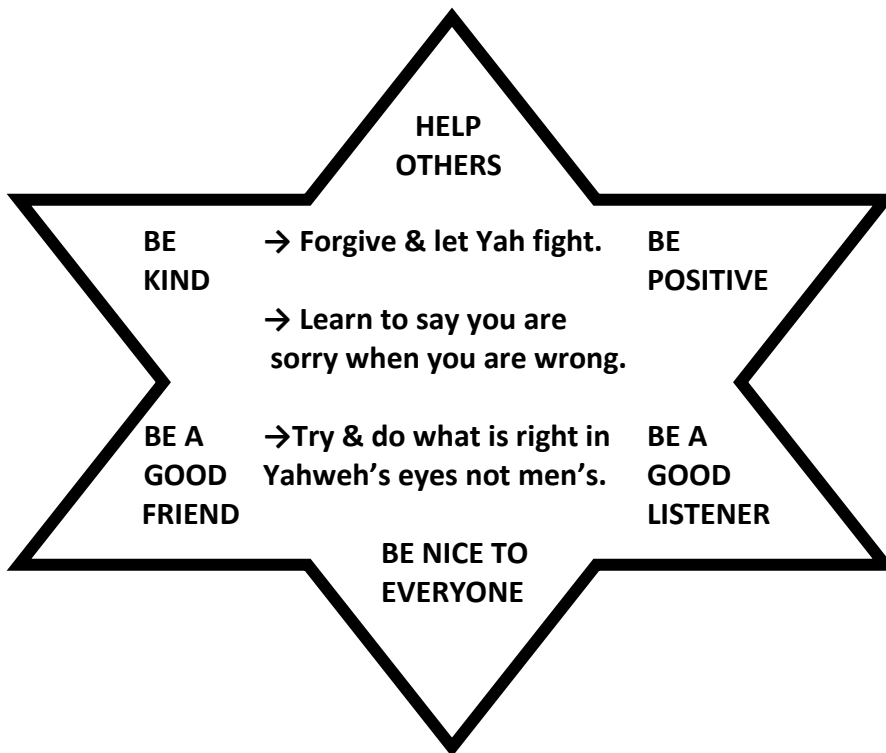 HELP
OTHERS
BE
KIND
→ Forgive & let Yah fight.
BE
POSITIVE
→ Learn to say you are
sorry when you are wrong.
BE A
GOOD
FRIEND
→Try & do what is right in
Yahweh’s eyes not men’s.
BE A
GOOD
LISTENER
BE NICE TO
EVERYONE